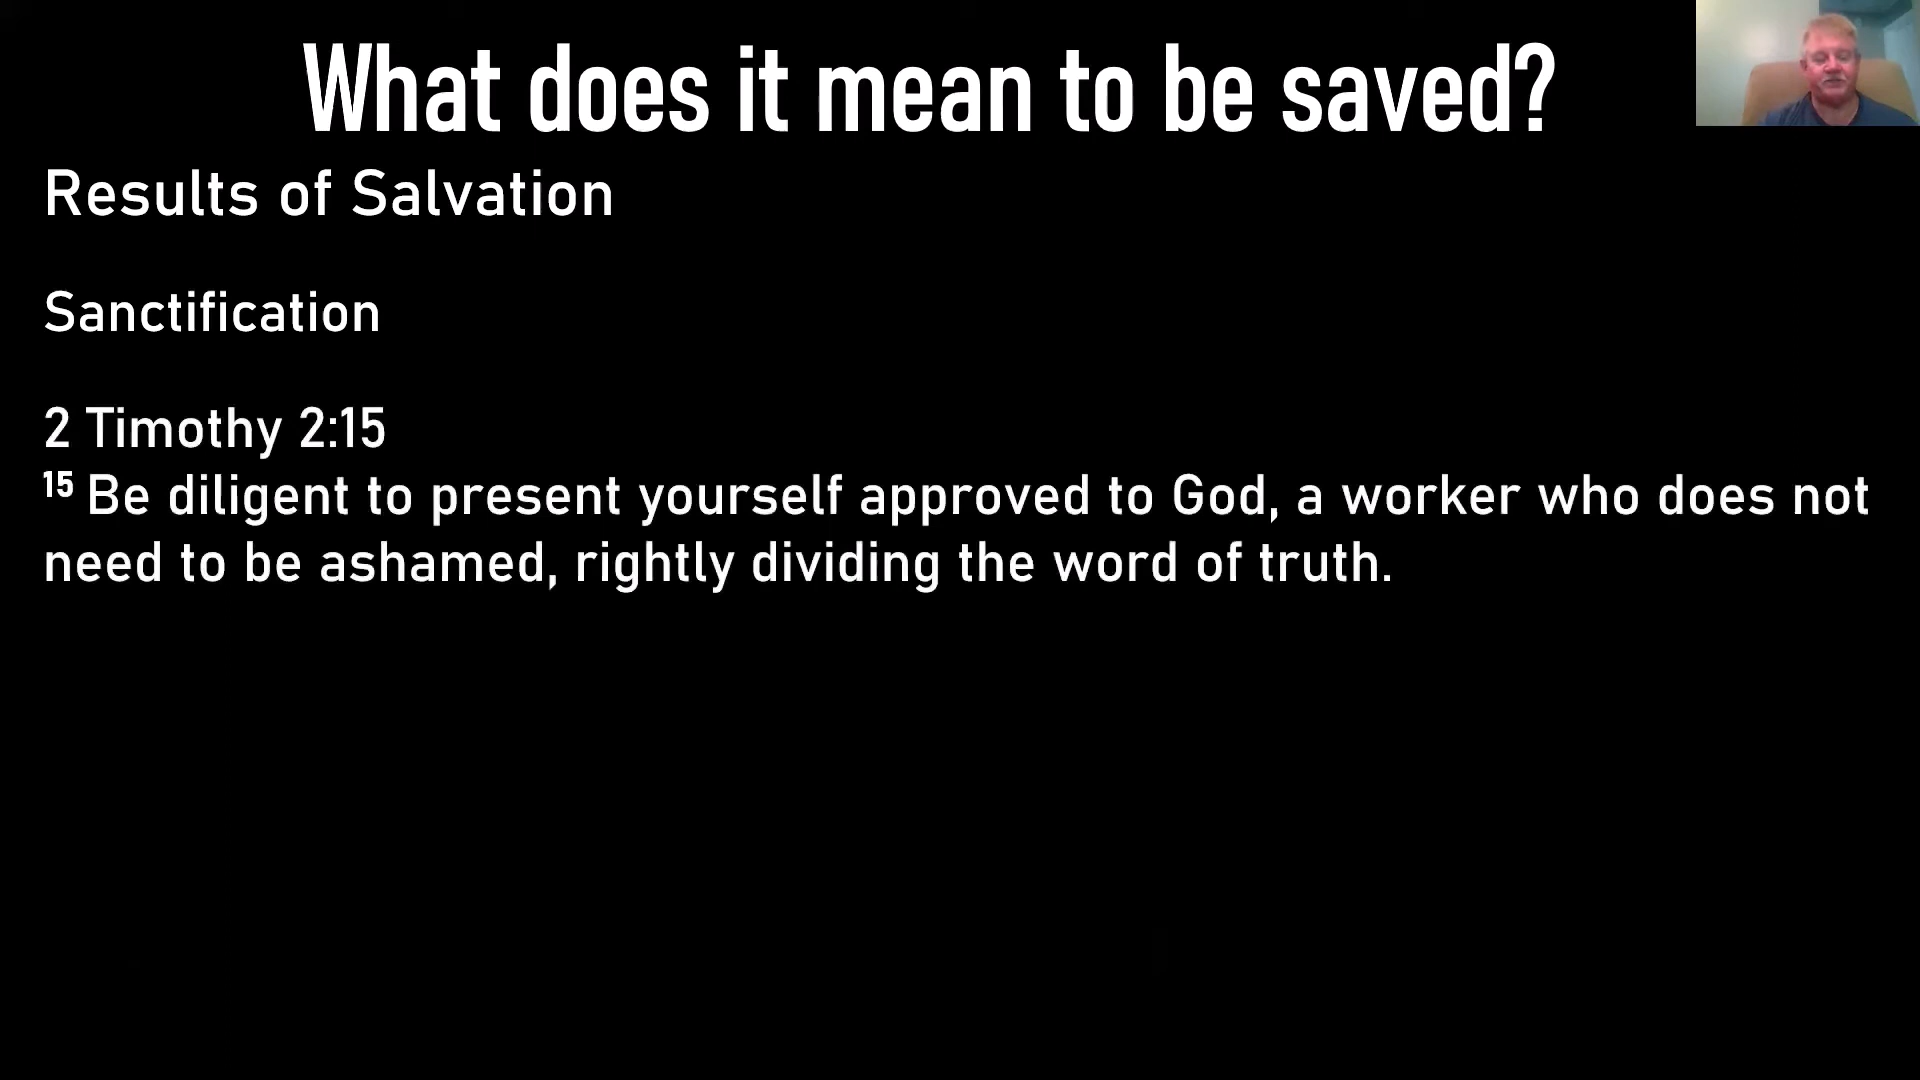 What does it mean to be saved?
Results of Salvation
Sanctification
2 Timothy 2:15
15 Be diligent to present yourself approved to God, a worker who does not
need to be ashamed, rightly dividing the word of truth.